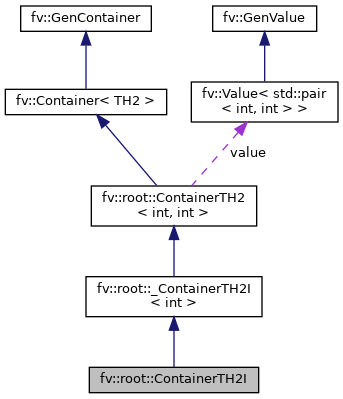 fv::GenContainer
fv::GenValue
fv::Container< TH2 >
fv::Value< std::pair
< int, int > >
value
fv::root::ContainerTH2
< int, int >
fv::root::_ContainerTH2I
< int >
fv::root::ContainerTH2I